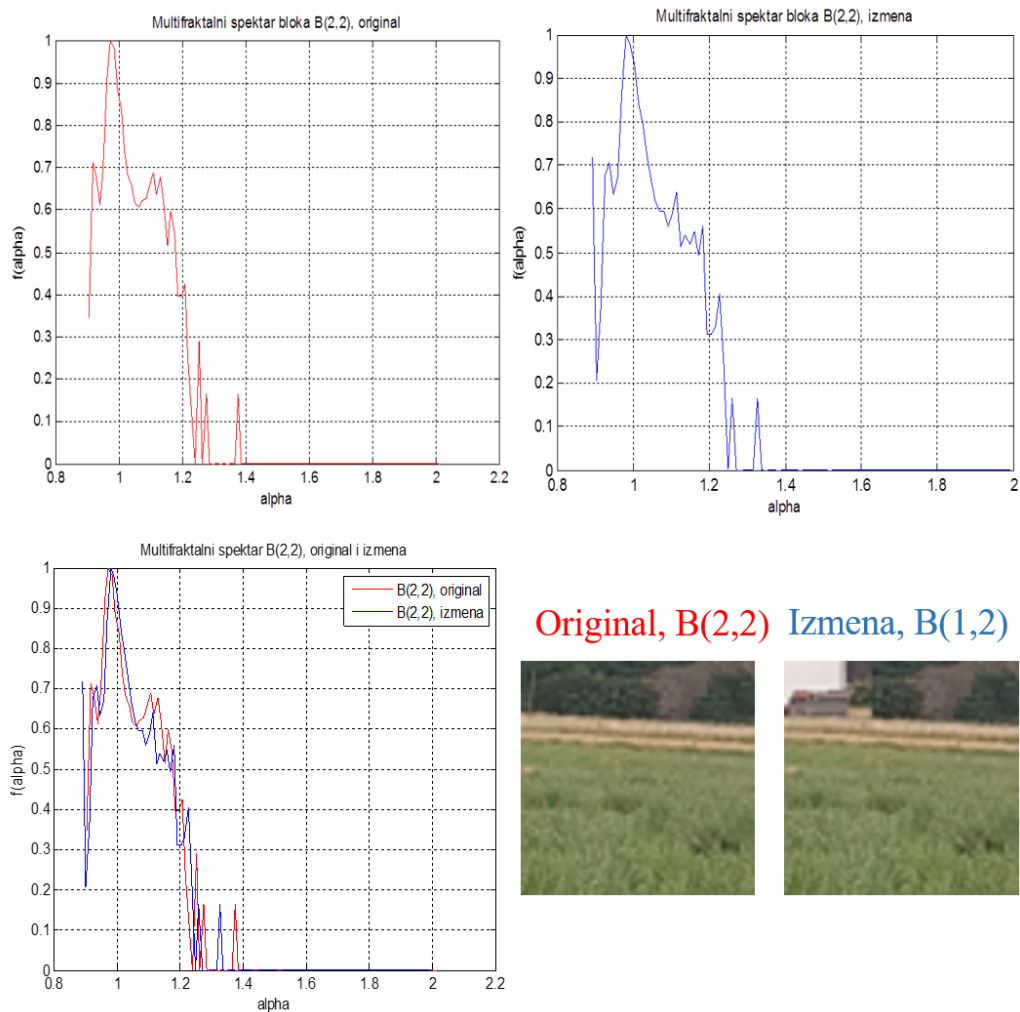 Multifraktalni spektar bloka B(2,2), original
1
0.9
0.8
0.7
0.6
0.5
0.4
0.3
0.2
0.1
0
f(alpha)
0.8 1 1.2 1.4 1.6 1.8 2 2.2
alpha
Multifraktalni spektar bloka B(2,2), izmena
1
0.9
0.8
0.7
0.6
0.5
0.4
0.3
0.2
0.1
0
f(alpha)
0.8 1 1.2 1.4 1.6 1.8 2
alpha
Multifraktalni spektar B(2,2), original i izmena
1
0.9
0.8
0.7
0.6
0.5
0.4
0.3
0.2
0.1
0
f(alpha)
B(2,2), original
B(2,2), izmena
0.8 1 1.2 1.4 1.6 1.8 2 2.2
alpha
Original, B(2,2) Izmena, B(1,2)